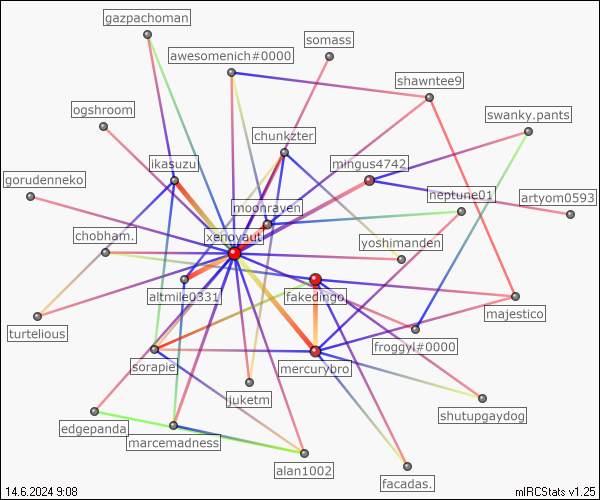 gazpachoman
somass
awesomenich#0000
shawntee9
ogshroom
swanky.pants
chunkzter
ikasuzu
mingus4742
gorudenneko
neptune01
artyom0593
moonraven
xenoyaut
chobham.
yoshimanden
altmile0331
fakedingo
majestico
turtelious
froggyl#0000
sorapie
mercurybro
juketm
shutupgaydog
edgepanda
marcemadness
alan1002
facadas.
14.6.2024 9:08
mIRCStats v1.25